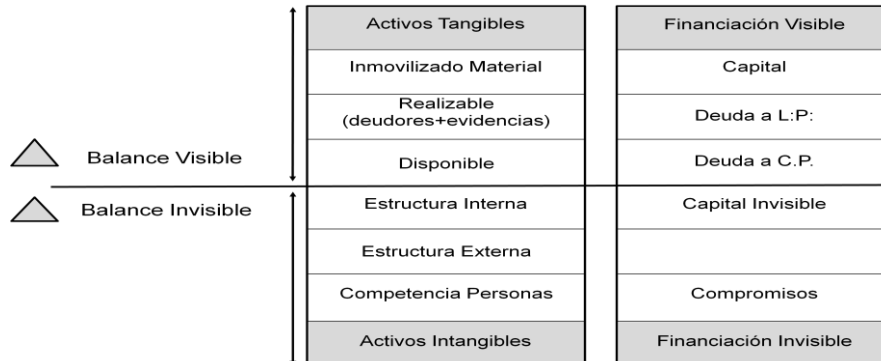 Activos Tangibles
Financiación Visible
Inmovilizado Material
Capital
Realizable
(deudores+evidencias)
Deuda a L:P:
Balance Visible
Disponible
Deuda a C.P.
Balance Invisible
Estructura Interna
Capital Invisible
Estructura Externa
Competencia Personas
Compromisos
Activos Intangibles
Financiación Invisible